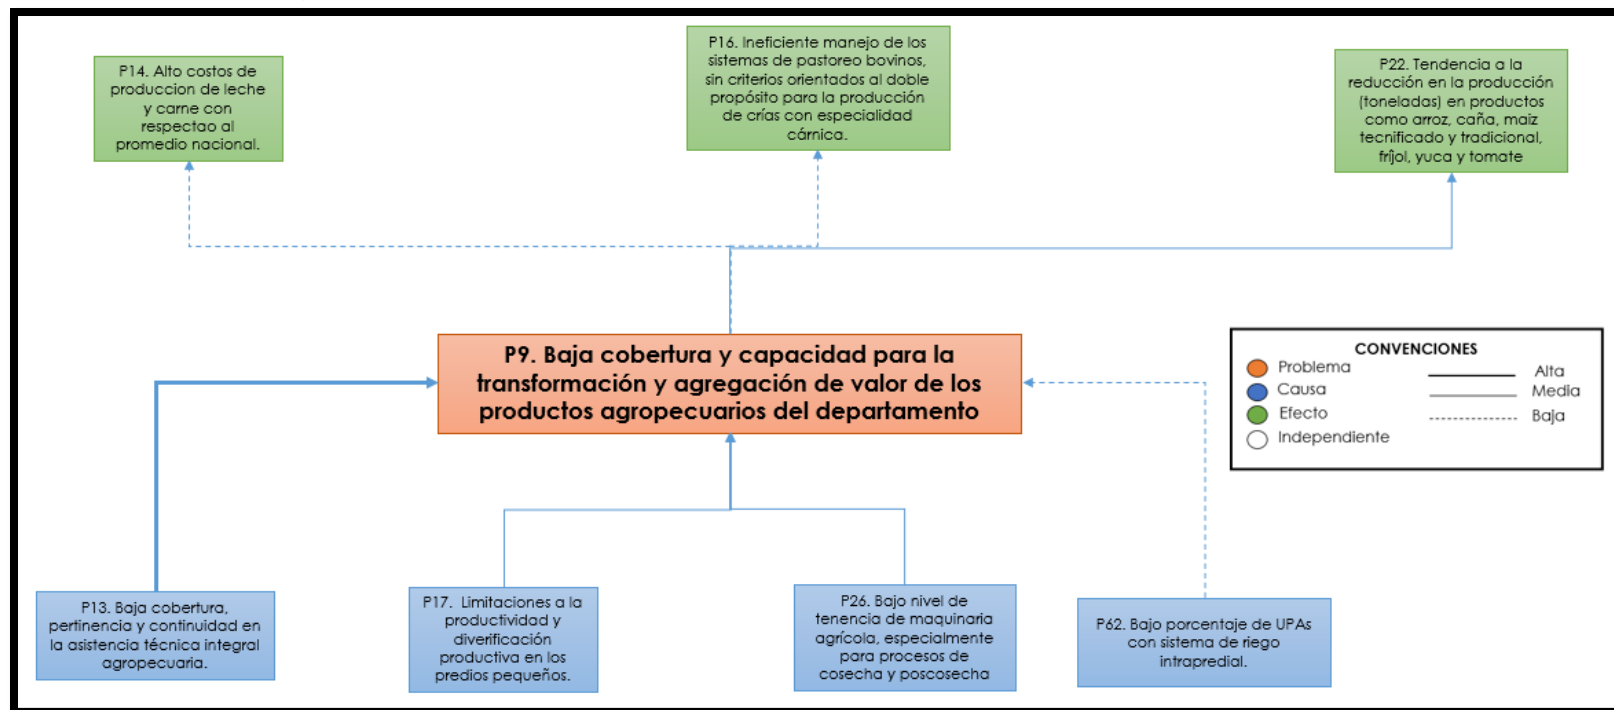 P14. Alto costos de
produccion de leche
y carne con
respectao al
promedio nacional.
P16. Ineficiente manejo de los
sistemas de pastoreo bovinos,
sin criterios orientados al doble
propósito para la producción
de crías con especialidad
cárnica.
P22. Tendencia a la
reducción en la producción
(toneladas) en productos
como arroz, caña, maiz
tecnificado y tradicional,
fríjol, yuca y tomate
P9. Baja cobertura y capacidad para la
transformación y agregación de valor de los
productos agropecuarios del departamento
CONVENCIONES
Problema
Causa
Efecto
Independiente
Alta
Media
Baja
P13. Baja cobertura,
pertinencia y continuidad en
la asistencia técnica integral
agropecuaria.
P17. Limitaciones a la
productividad y
diverificación
productiva en los
predios pequeños.
P26. Bajo nivel de
tenencia de maquinaria
agrícola, especialmente
para procesos de
cosecha y poscosecha
P62. Bajo porcentaje de UPAs
con sistema de riego
intrapredial.